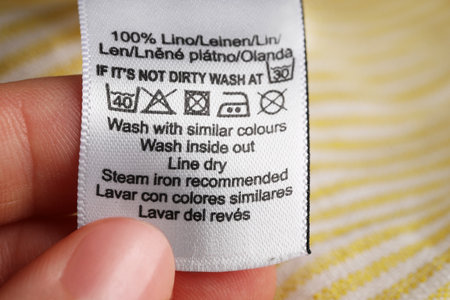 100% Lino/Leinen/Lin/
Len/Lněné plátno/Olanda
IF IT'S NOT DIRTY WASH AT 30
40
Wash with similar colours
Wash inside out
Line dry
Steam iron recommended
Lavar con colores similares
Lavar del revés